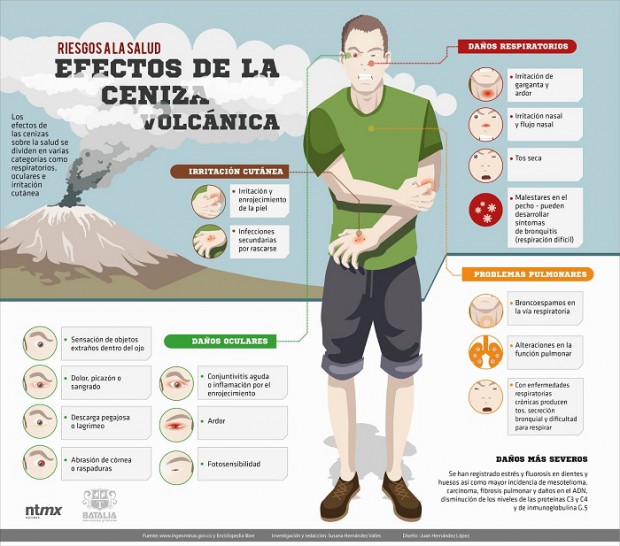 RIESGOS A LA SALUD
EFECTOS DE LA
CENIZA
VOLCÁNICA
Los
efectos de
las cenizas
sobre la salud se
dividen en varias
categorías como
respiratorios,
oculares e
irritación
cutánea
IRRITACIÓN CUTÁNEA
Irritación y
enrojecimiento
de la piel
Infecciones
secundarias
por rascarse
DAÑOS RESPIRATORIOS
Irritación de
garganta y
ardor
Irritación nasal
y flujo nasal
Tos seca
Malestares en el
pecho - pueden
desarrollar
síntomas
de bronquitis
(respiración difícil)
PROBLEMAS PULMONARES
Broncoespamos en
la vía respiratoria
Alteraciones en la
función pulmonar
Con enfermedades
respiratorias
crónicas producen
tos, secreción
bronquial y dificultad
para respirar
DAÑOS OCULARES
Sensación de objetos
extraños dentro del ojo
Dolor, picazón o
sangrado
Descarga pegajosa
o lagrimeo
Abrasión de córnea
o raspaduras
Conjuntivitis aguda
o inflamación por el
enrojecimiento
Ardor
Fotosensibilidad
DAÑOS MÁS SEVEROS
Se han registrado estrés y fluorosis en dientes y
huesos así como mayor incidencia de mesotelioma,
carcinoma, fibrosis pulmonar y daños en el ADN,
disminución de los niveles de las proteínas C3 y C4
y de inmunoglobulina G.5
ntmx
BATALIA
Fuente: www.ingeominas.gov.co y Enciclopedia libre
Investigación y redacción: Susana Hernández Valles
Diseño: Juan Hernández López